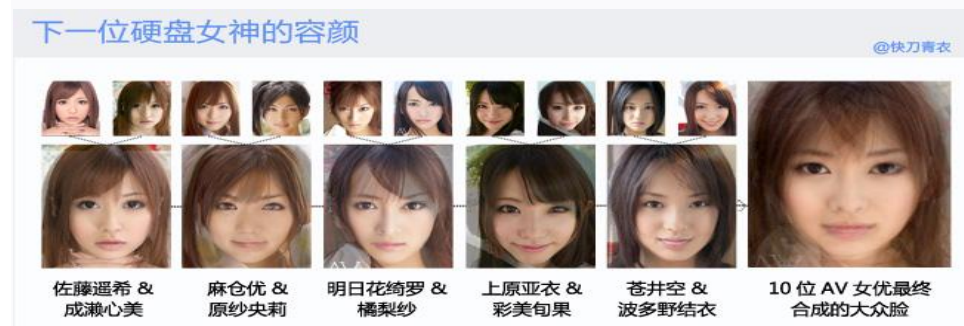 下一位硬盘女神的容颜
@快刀青衣
佐藤遥希 &
成濑心美
麻仓优 &
原纱央莉
明日花绮罗 &
橘梨纱
上原亚衣 &
彩美旬果
苍井空 &
波多野结衣
10 位 AV 女优最终
合成的大众脸